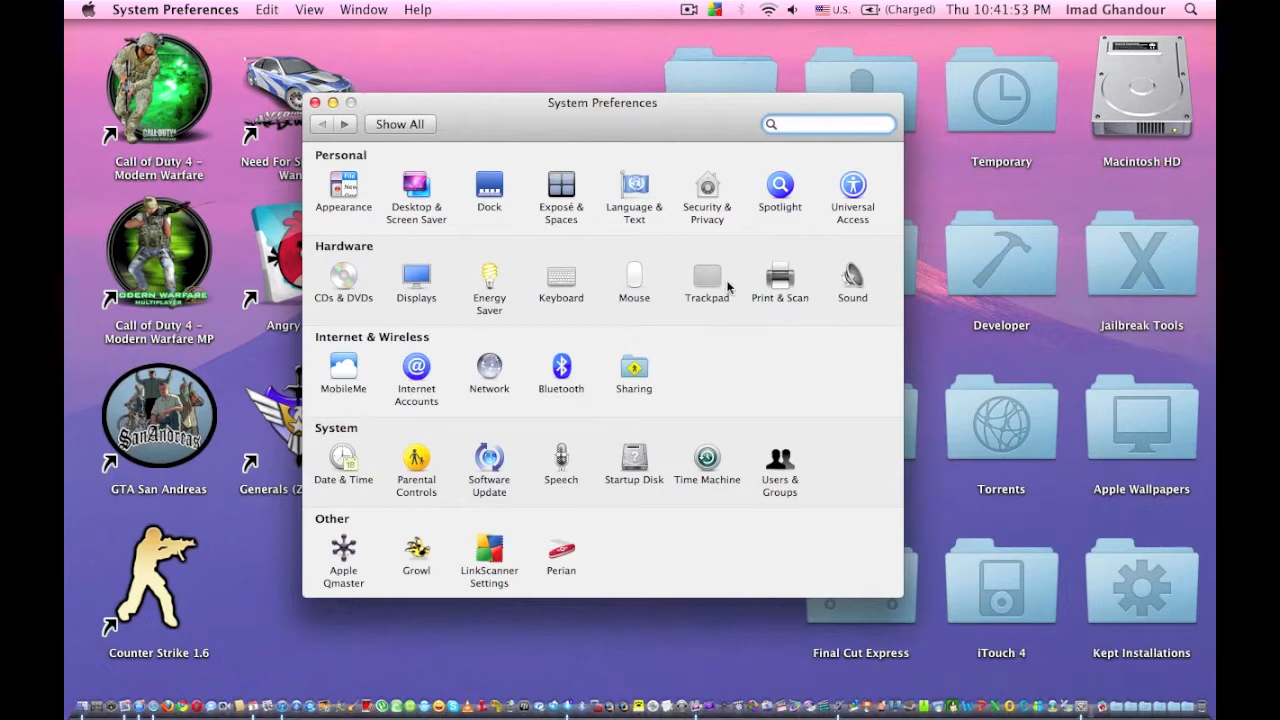 System Preferences Edit View Window Help U.S. (Charged) Thu 10:41:53 PM Imad Ghandour
System Preferences
Show All
Personal
Appearance Desktop & Screen Saver Dock Exposé & Spaces Language & Text Security & Privacy Spotlight Universal Access
Hardware
CDs & DVDs Displays Energy Saver Keyboard Mouse Trackpad Print & Scan Sound
Internet & Wireless
MobileMe Internet Accounts Network Bluetooth Sharing
System
Date & Time Parental Controls Software Update Speech Startup Disk Time Machine Users & Groups
Other
Apple Qmaster Growl LinkScanner Settings Perian
CALL OF DUTY 4
Call of Duty 4 –
Modern Warfare
Need For
Temporary
Macintosh HD
Call of Duty 4 –
Modern Warfare MP
Angry
Developer
Jailbreak Tools
SanAndreas
GTA San Andreas
Generals
Torrents
Apple Wallpapers
Counter Strike 1.6
Final Cut Express
iTouch 4
Kept Installations